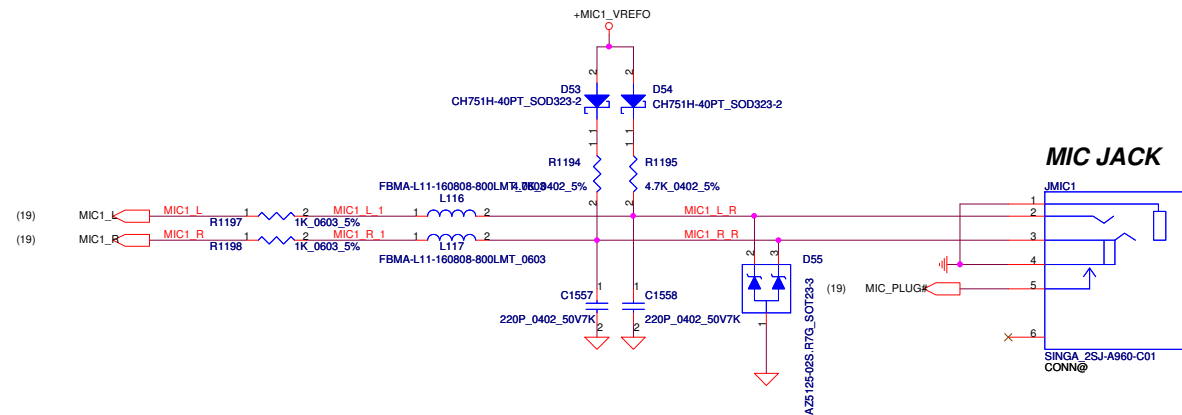 +MIC1_VREFO
2
2
D53
D54
CH751H-40PT_SOD323-2
CH751H-40PT_SOD323-2
1
1
1
1
R1194
R1195
4.7K_0402_5%
4.7K_0402_5%
2
2
MIC JACK
FBMA-L11-160808-800LMT_0603
L116
JMIC1
(19)
MIC1_L
MIC1_L
1
2
MIC1_L_1
1
2
MIC1_L_R
R1197
1K_0603_5%
(19)
MIC1_R
MIC1_R
1
2
MIC1_R_1
1
2
MIC1_R_R
R1198
1K_0603_5%
L117
FBMA-L11-160808-800LMT_0603
1
2
3
4
5
6
2
3
D55
1
AZ5125-02S.R7G_SOT23-3
(19)
MIC_PLUG#
C1557
1
2
220P_0402_50V7K
C1558
1
2
220P_0402_50V7K
SINGA_2SJ-A960-C01
CONN@